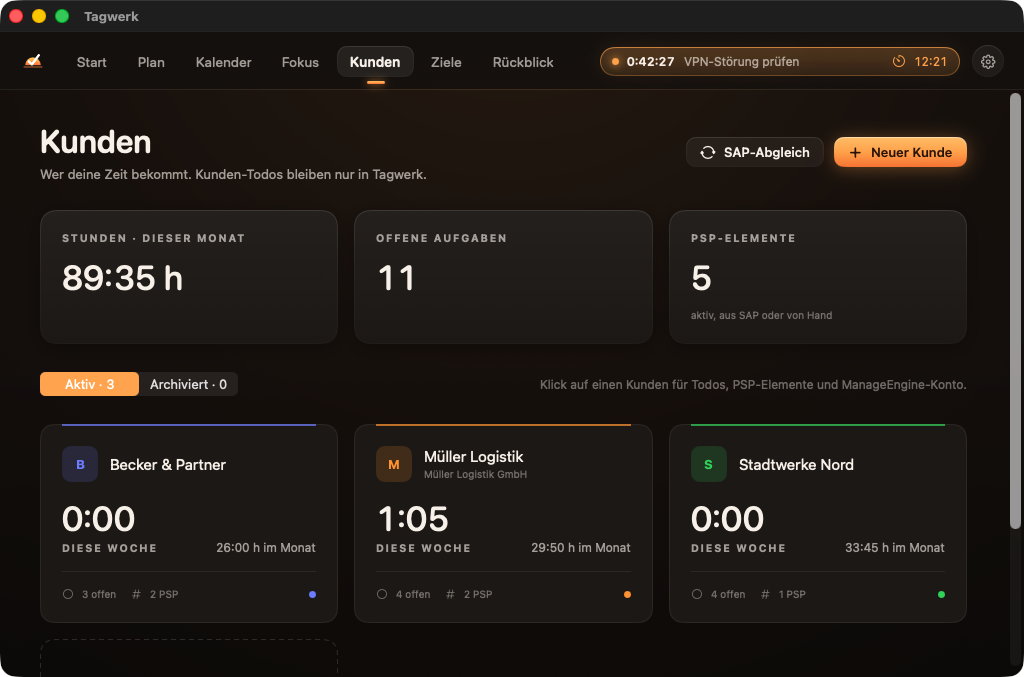 Tagwerk
Start Plan Kalender Fokus Kunden Ziele Rückblick 0:42:27 VPN-Störung prüfen 12:21
Kunden
Wer deine Zeit bekommt. Kunden-Todos bleiben nur in Tagwerk.
SAP-Abgleich + Neuer Kunde
STUNDEN · DIESER MONAT
89:35 h
OFFENE AUFGABEN
11
PSP-ELEMENTE
5
aktiv, aus SAP oder von Hand
Aktiv · 3 Archiviert · 0
Klick auf einen Kunden für Todos, PSP-Elemente und ManageEngine-Konto.
B Becker & Partner
0:00
DIESE WOCHE 26:00 h im Monat
3 offen # 2 PSP
M Müller Logistik
Müller Logistik GmbH
1:05
DIESE WOCHE 29:50 h im Monat
4 offen # 2 PSP
S Stadtwerke Nord
0:00
DIESE WOCHE 33:45 h im Monat
4 offen # 1 PSP